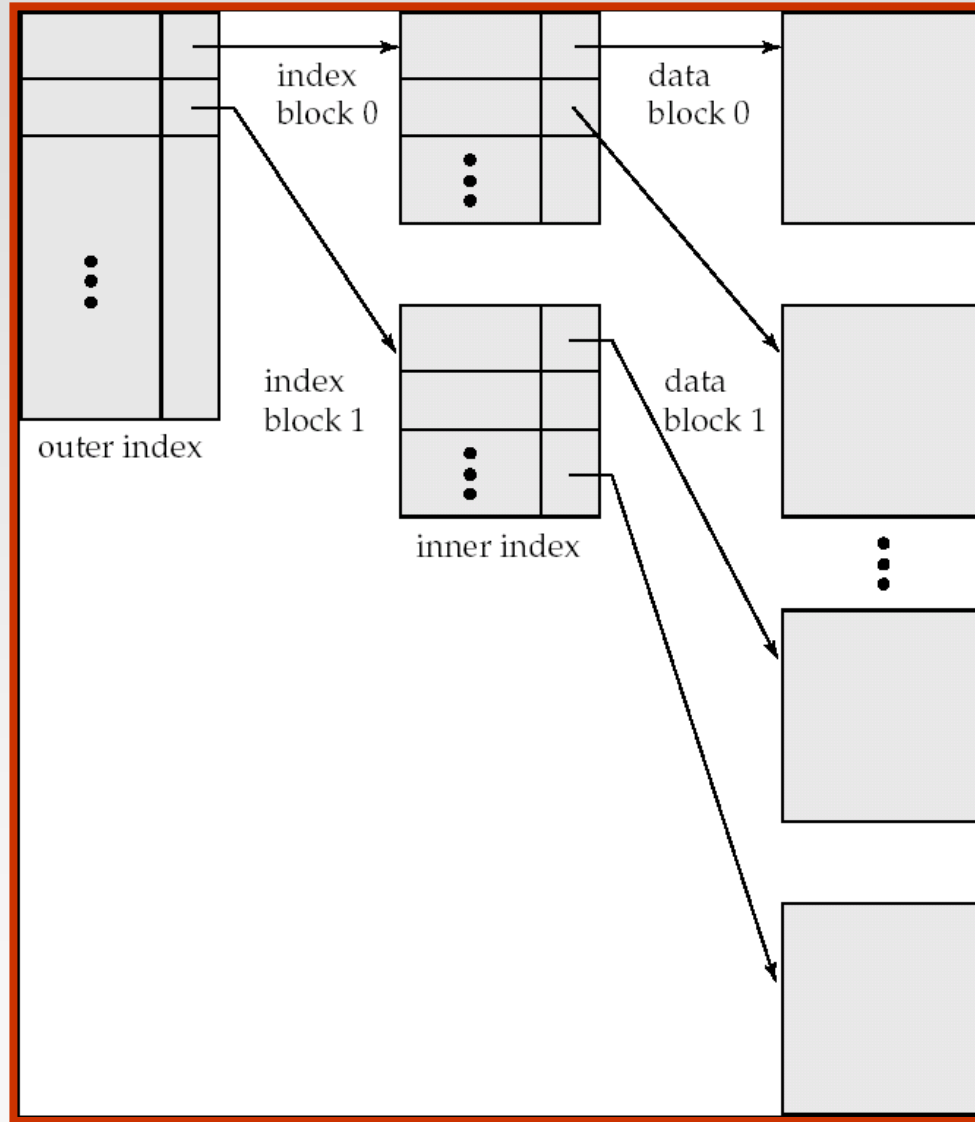 index
block 0
data
block 0
index
block 1
data
block 1
outer index
inner index